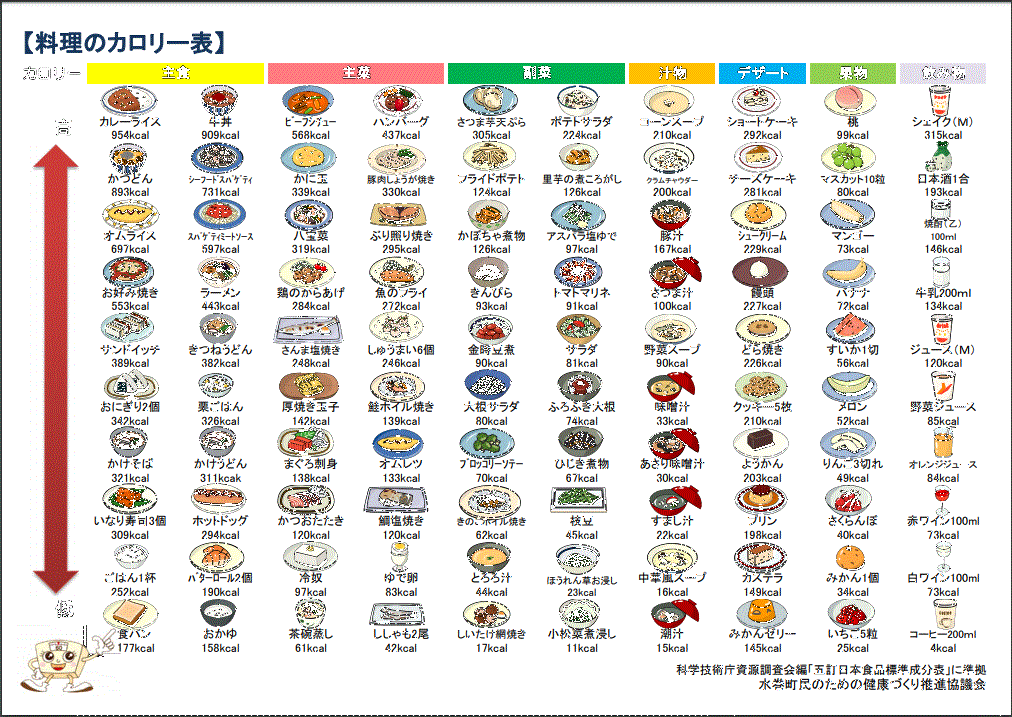 【料理のカロリー表】
カロリー 主食 主菜 副菜 汁物 デザート 果物 飲み物
高
カレーライス 牛丼 ビーフシチュー ハンバーグ さつま芋天ぷら ポテトサラダ コーンスープ ショートケーキ 桃 シェイク（M）
954kcal 909kcal 568kcal 437kcal 305kcal 224kcal 210kcal 292kcal 99kcal 315kcal
かつどん シーフードスパゲティ かに玉 豚肉しょうが焼き フライドポテト 里芋の煮ころがし クラムチャウダー チーズケーキ マスカット10粒 日本酒1合
893kcal 731kcal 339kcal 330kcal 124kcal 126kcal 200kcal 281kcal 80kcal 193kcal
オムライス スパゲティミートソース 八宝菜 ぶり照り焼き かぼちゃ煮物 アスパラ塩ゆで 豚汁 シュークリーム マンゴー 焼酎（乙）
100ml
697kcal 597kcal 319kcal 295kcal 126kcal 97kcal 167kcal 229kcal 73kcal 146kcal
お好み焼き ラーメン 鶏のからあげ 魚のフライ きんぴら トマトマリネ さつま汁 饅頭 バナナ 牛乳200ml
553kcal 443kcal 284kcal 272kcal 93kcal 91kcal 100kcal 227kcal 72kcal 134kcal
サンドイッチ きつねうどん さんま塩焼き しゅうまい6個 金時豆煮 サラダ 野菜スープ どら焼き すいか1切 ジュース（M）
389kcal 382kcal 248kcal 246kcal 90kcal 81kcal 90kcal 226kcal 56kcal 120kcal
おにぎり2個 栗ごはん 厚焼き玉子 鮭ホイル焼き 大根サラダ ふろふき大根 味噌汁 クッキー5枚 メロン 野菜ジュース
342kcal 326kcal 142kcal 139kcal 80kcal 74kcal 33kcal 210kcal 52kcal 85kcal
かけそば かけうどん まぐろ刺身 オムレツ ブロッコリーソテー ひじき煮物 あさり味噌汁 ようかん りんご3切れ オレンジジュース
321kcal 311kcak 138kcal 133kcal 70kcal 67kcal 30kcal 203kcal 49kcal 84kcal
いなり寿司3個 ホットドッグ かつおたたき 鯛塩焼き きのこホイル焼き 枝豆 すまし汁 プリン さくらんぼ 赤ワイン100ml
309kcal 294kcal 120kcal 120kcal 62kcal 45kcal 22kcal 198kcal 40kcal 73kcal
ごはん1杯 バターロール2個 冷奴 ゆで卵 とろろ汁 ほうれん草お浸し 中華風スープ カステラ みかん1個 白ワイン100ml
252kcal 190kcal 97kcal 83kcal 44kcal 23kcal 16kcal 149kcal 34kcal 73kcal
食パン おかゆ 茶碗蒸し ししゃも2尾 しいたけ網焼き 小松菜煮浸し 潮汁 みかんゼリー いちご5粒 コーヒー200ml
177kcal 158kcal 61kcal 42kcal 17kcal 11kcal 15kcal 145kcal 25kcal 4kcal
科学技術庁資源調査会編「五訂日本食品標準成分表」に準拠
水巻町民のための健康づくり推進協議会